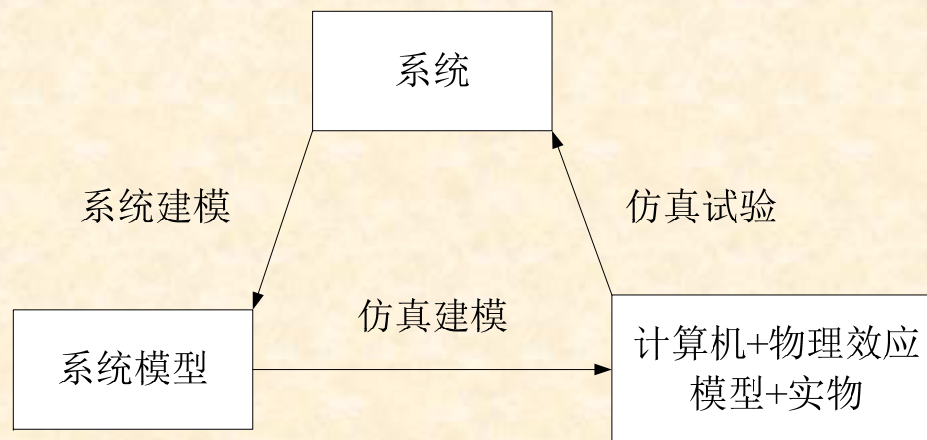 系统
系统建模
仿真试验
仿真建模
系统模型
计算机+物理效应
模型+实物